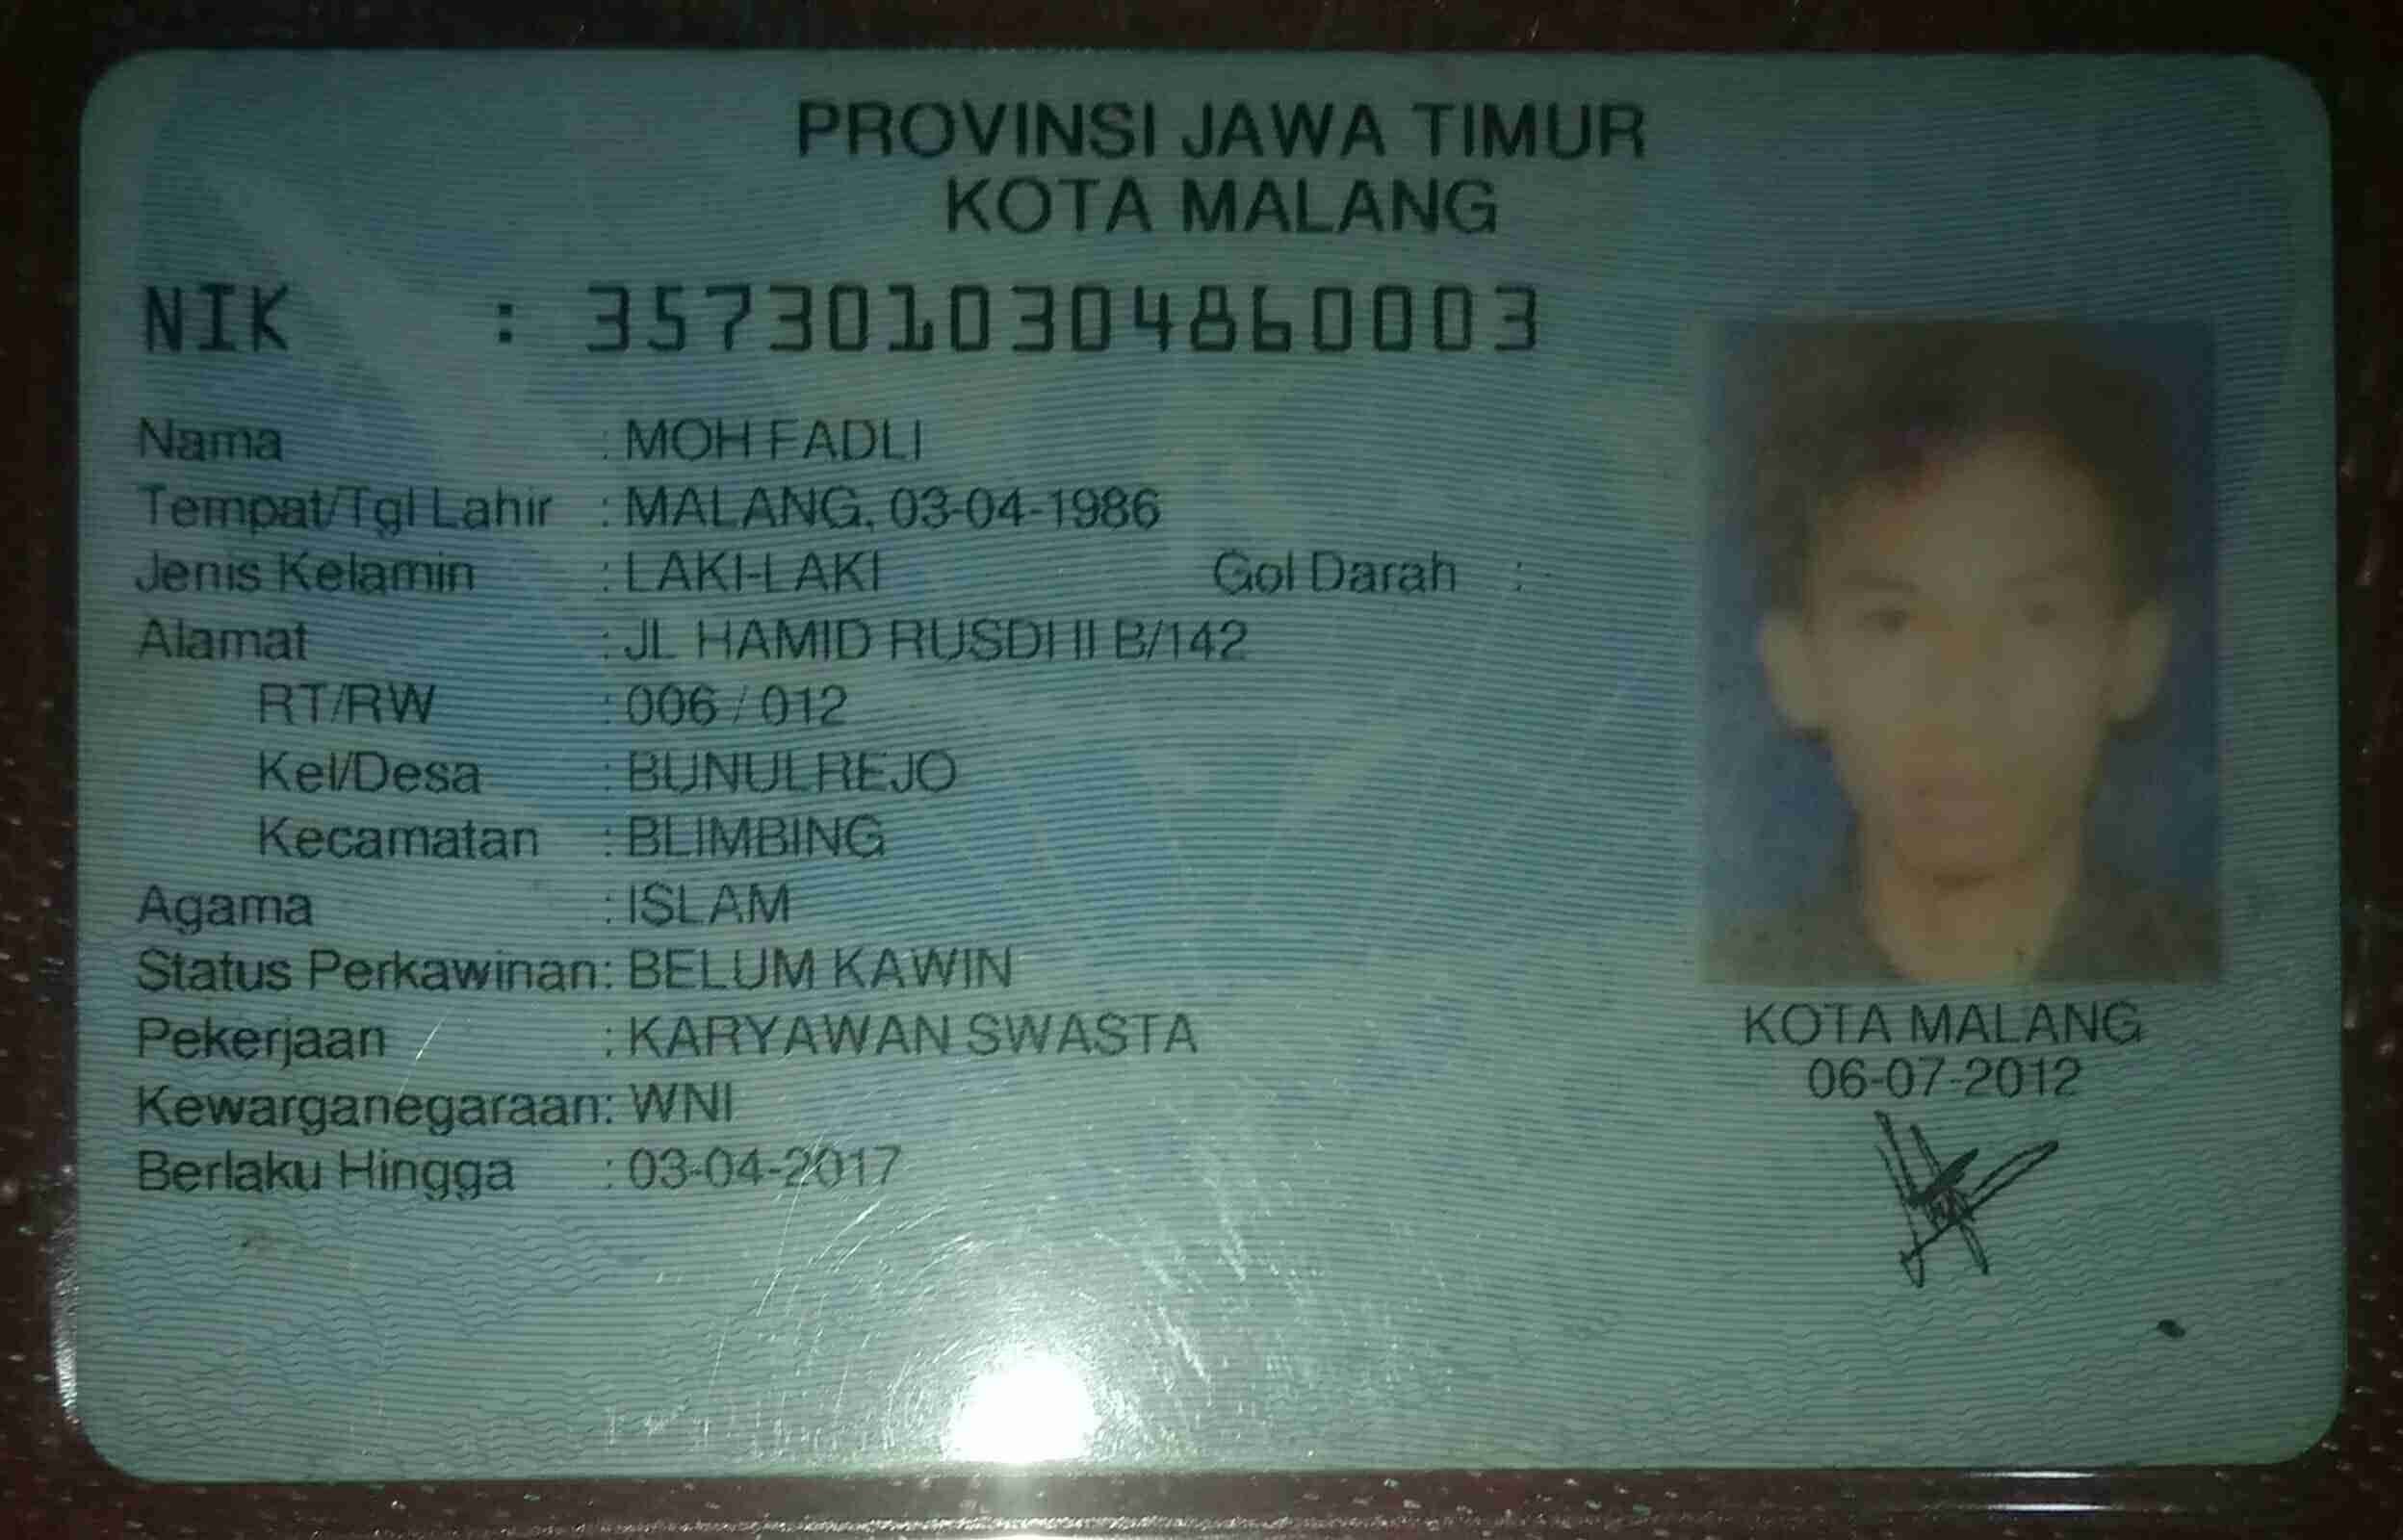 PROVINSI JAWA TIMUR
KOTA MALANG
NIK : 3573010304860003
Nama : MOH FADLI
Tempat/Tgl Lahir : MALANG, 03-04-1986
Jenis Kelamin : LAKI-LAKI Gol Darah : -
Alamat : JL HAMID RUSDI II B/142
RT/RW : 006 / 012
Kel/Desa : BUNULREJO
Kecamatan : BLIMBING
Agama : ISLAM
Status Perkawinan: BELUM KAWIN
Pekerjaan : KARYAWAN SWASTA
Kewarganegaraan: WNI
Berlaku Hingga : 03-04-2017
KOTA MALANG
06-07-2012